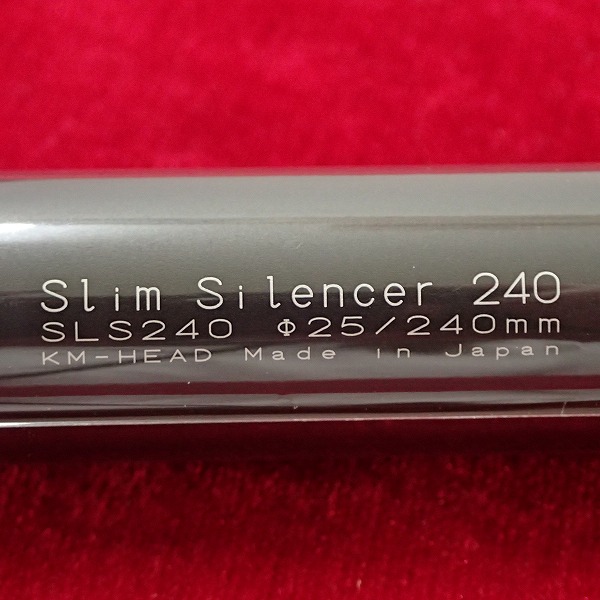 Slim Silencer 240
SLS240 Φ25/240mm
KM-HEAD Made in Japan